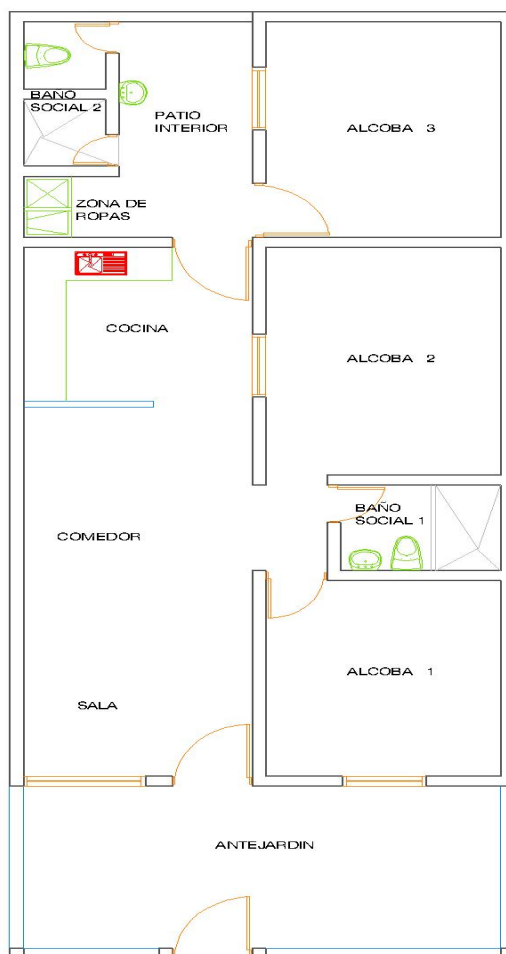 BAÑO
SOCIAL 2
PATIO
INTERIOR
ALCOBA 3
ZONA DE
ROPAS
COCINA
ALCOBA 2
BAÑO
SOCIAL 1
COMEDOR
ALCOBA 1
SALA
ANTEJARDIN